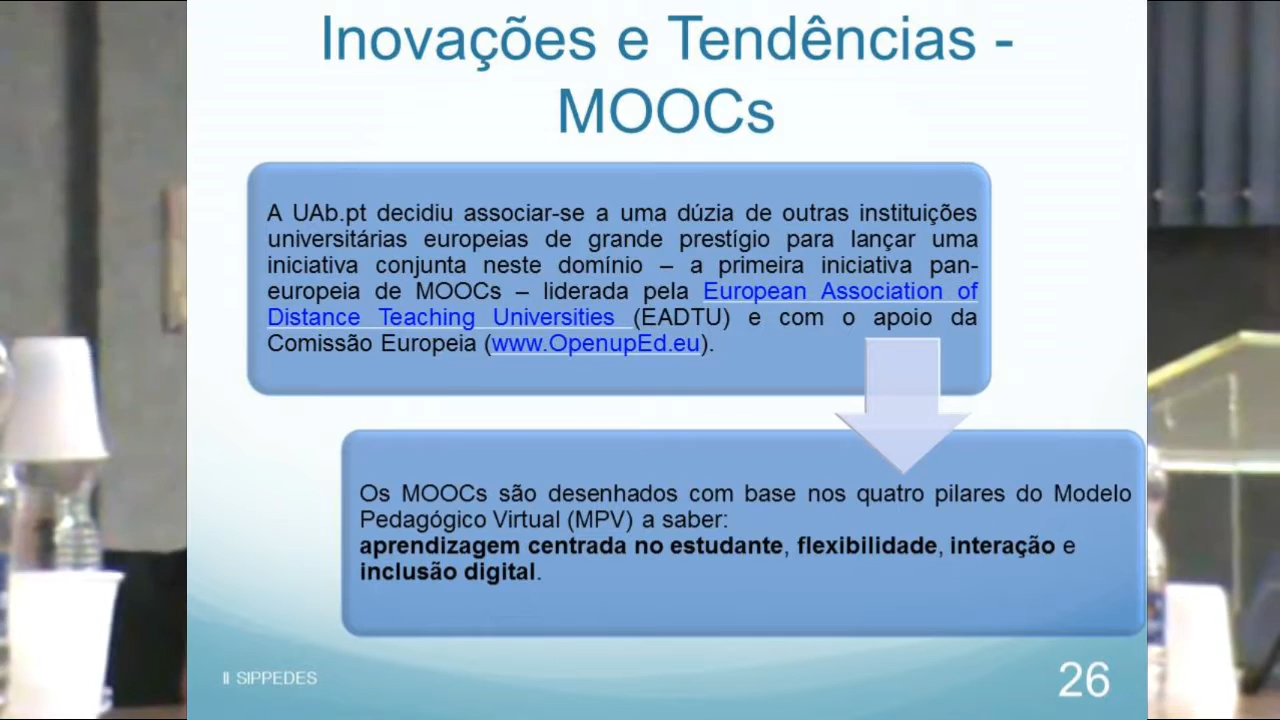 Inovações e Tendências -
MOOCs
A UAb.pt decidiu associar-se a uma dúzia de outras instituições
universitárias europeias de grande prestígio para lançar uma
iniciativa conjunta neste domínio – a primeira iniciativa pan-
europeia de MOOCs – liderada pela European Association of
Distance Teaching Universities (EADTU) e com o apoio da
Comissão Europeia (www.OpenupEd.eu).
Os MOOCs são desenhados com base nos quatro pilares do Modelo
Pedagógico Virtual (MPV) a saber:
aprendizagem centrada no estudante, flexibilidade, interação e
inclusão digital.
II SIPPEDES
26